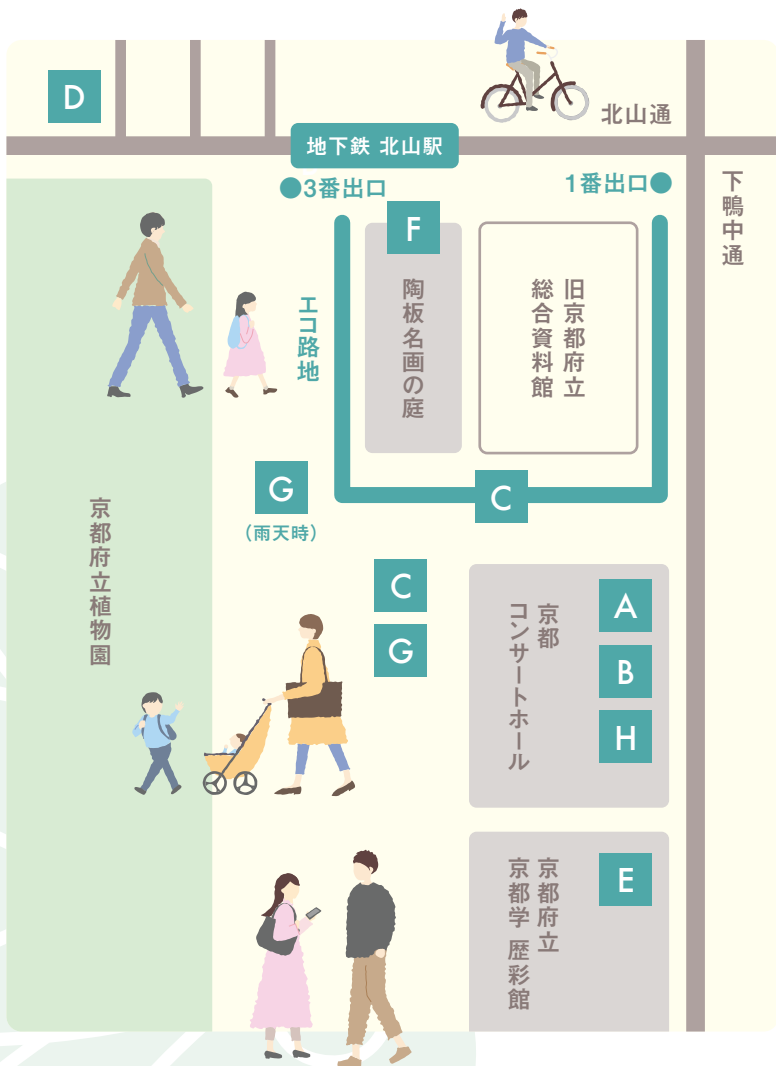 D
北山通
地下鉄 北山駅
3番出口
1番出口
下鴨中通
F
陶板名画の庭
旧京都府立
総合資料館
エコ路地
G
(雨天時)
C
京都府立植物園
C
G
京都
コンサートホール
A
B
H
京都府立
京都学 歴彩館
E